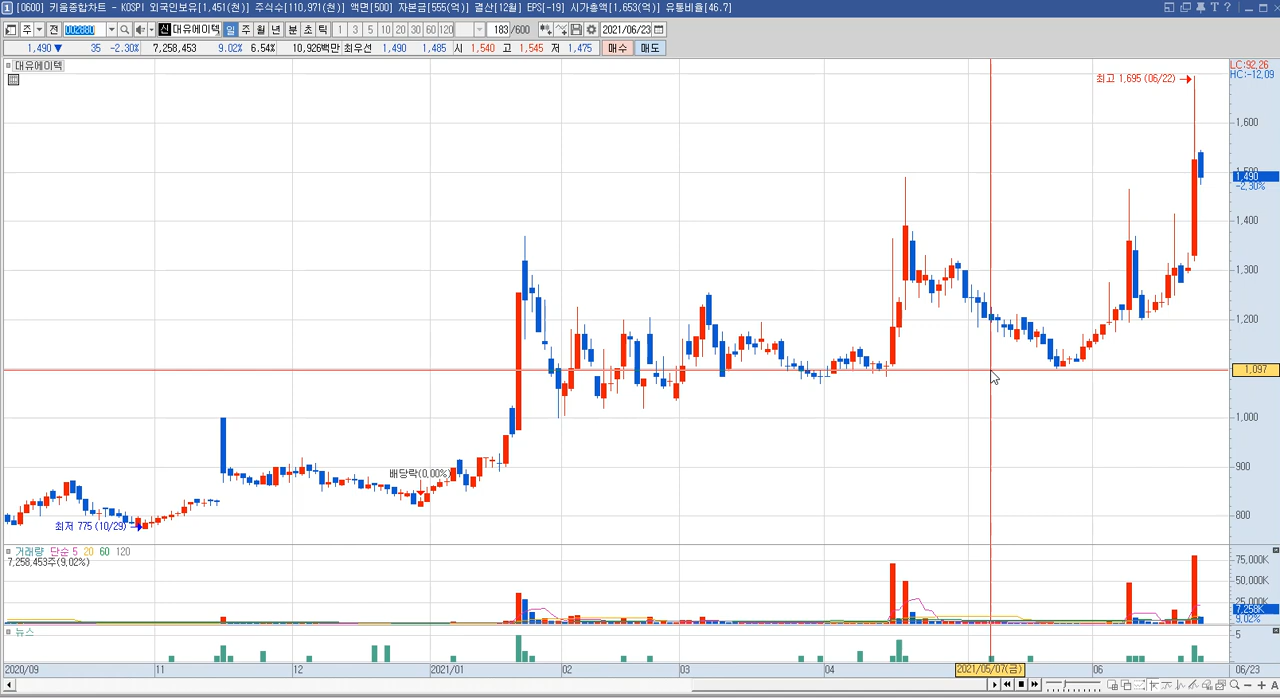 [0600] 키움종합차트 - KOSPI 외국인보유[1,451(천)] 주식수[110,971(천)] 액면[500] 자본금[555(억)] 결산[12월] EPS[-19] 시가총액[1,653(억)] 유통비율[46.7]
주 전 002880 신 대유에이텍 일 주 월 년 분 초 틱 1 3 5 10 20 30 60 120 183/600 2021/06/23
1,490▼ 35 -2.30% 7,258,453 9.02% 6.54% 10,926백만 최우선 1,490 1,485 시 1,540 고 1,545 저 1,475 매수 매도
대유에이텍
LC:92.26
HC:-12.09
최고 1,695 (06/22)
1,600
1,490
-2.30%
1,400
1,300
1,200
1,097
1,000
배당락(0.00%)
900
최저 775 (10/29)
800
거래량 단순 5 20 60 120
7,258,453주(9.02%)
75,000K
50,000K
25,000K
7,258K
9.02%
뉴스
5
2020/09 11 12 2021/01 02 03 04 2021/05/07(금) 06 06/23